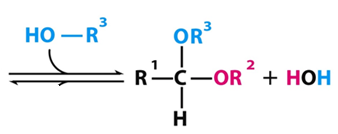 HO—R³
OR³
R¹—C—OR² + HOH
H